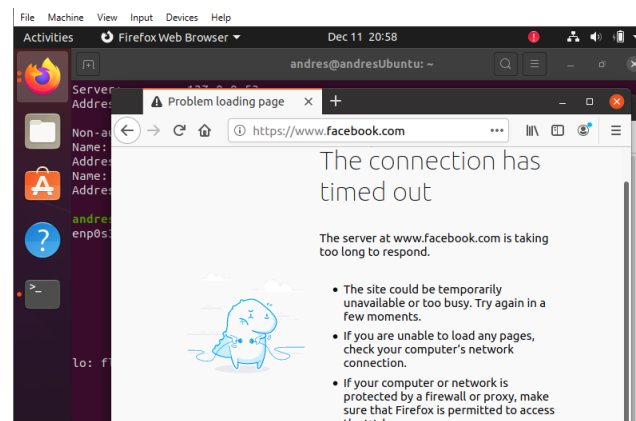 File Machine View Input Devices Help
Activities Firefox Web Browser Dec 11 20:58
andres@andresUbuntu: ~
Server:
Addres
Problem loading page
Non-au
Name:
Addres
Name:
Addres
https://www.facebook.com
andres
enp0s3
lo: fl
The connection has
timed out
The server at www.facebook.com is taking
too long to respond.
The site could be temporarily
unavailable or too busy. Try again in a
few moments.
If you are unable to load any pages,
check your computer’s network
connection.
If your computer or network is
protected by a firewall or proxy, make
sure that Firefox is permitted to access